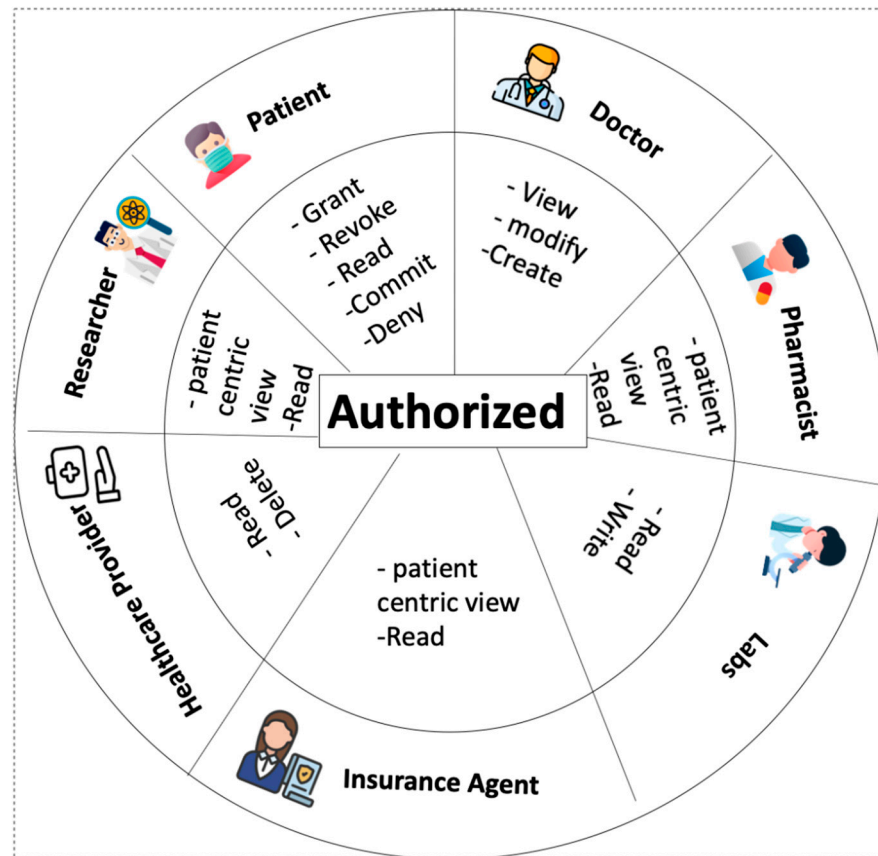 Patient
- Grant
- Revoke
- Read
-Commit
-Deny
Doctor
- View
- modify
-Create
Pharmacist
- patient
centric
view
-Read
Labs
- Read
- Write
Insurance Agent
- patient
centric view
-Read
Healthcare Provider
- Read
-Delete
Researcher
- patient
centric
view
-Read
Authorized